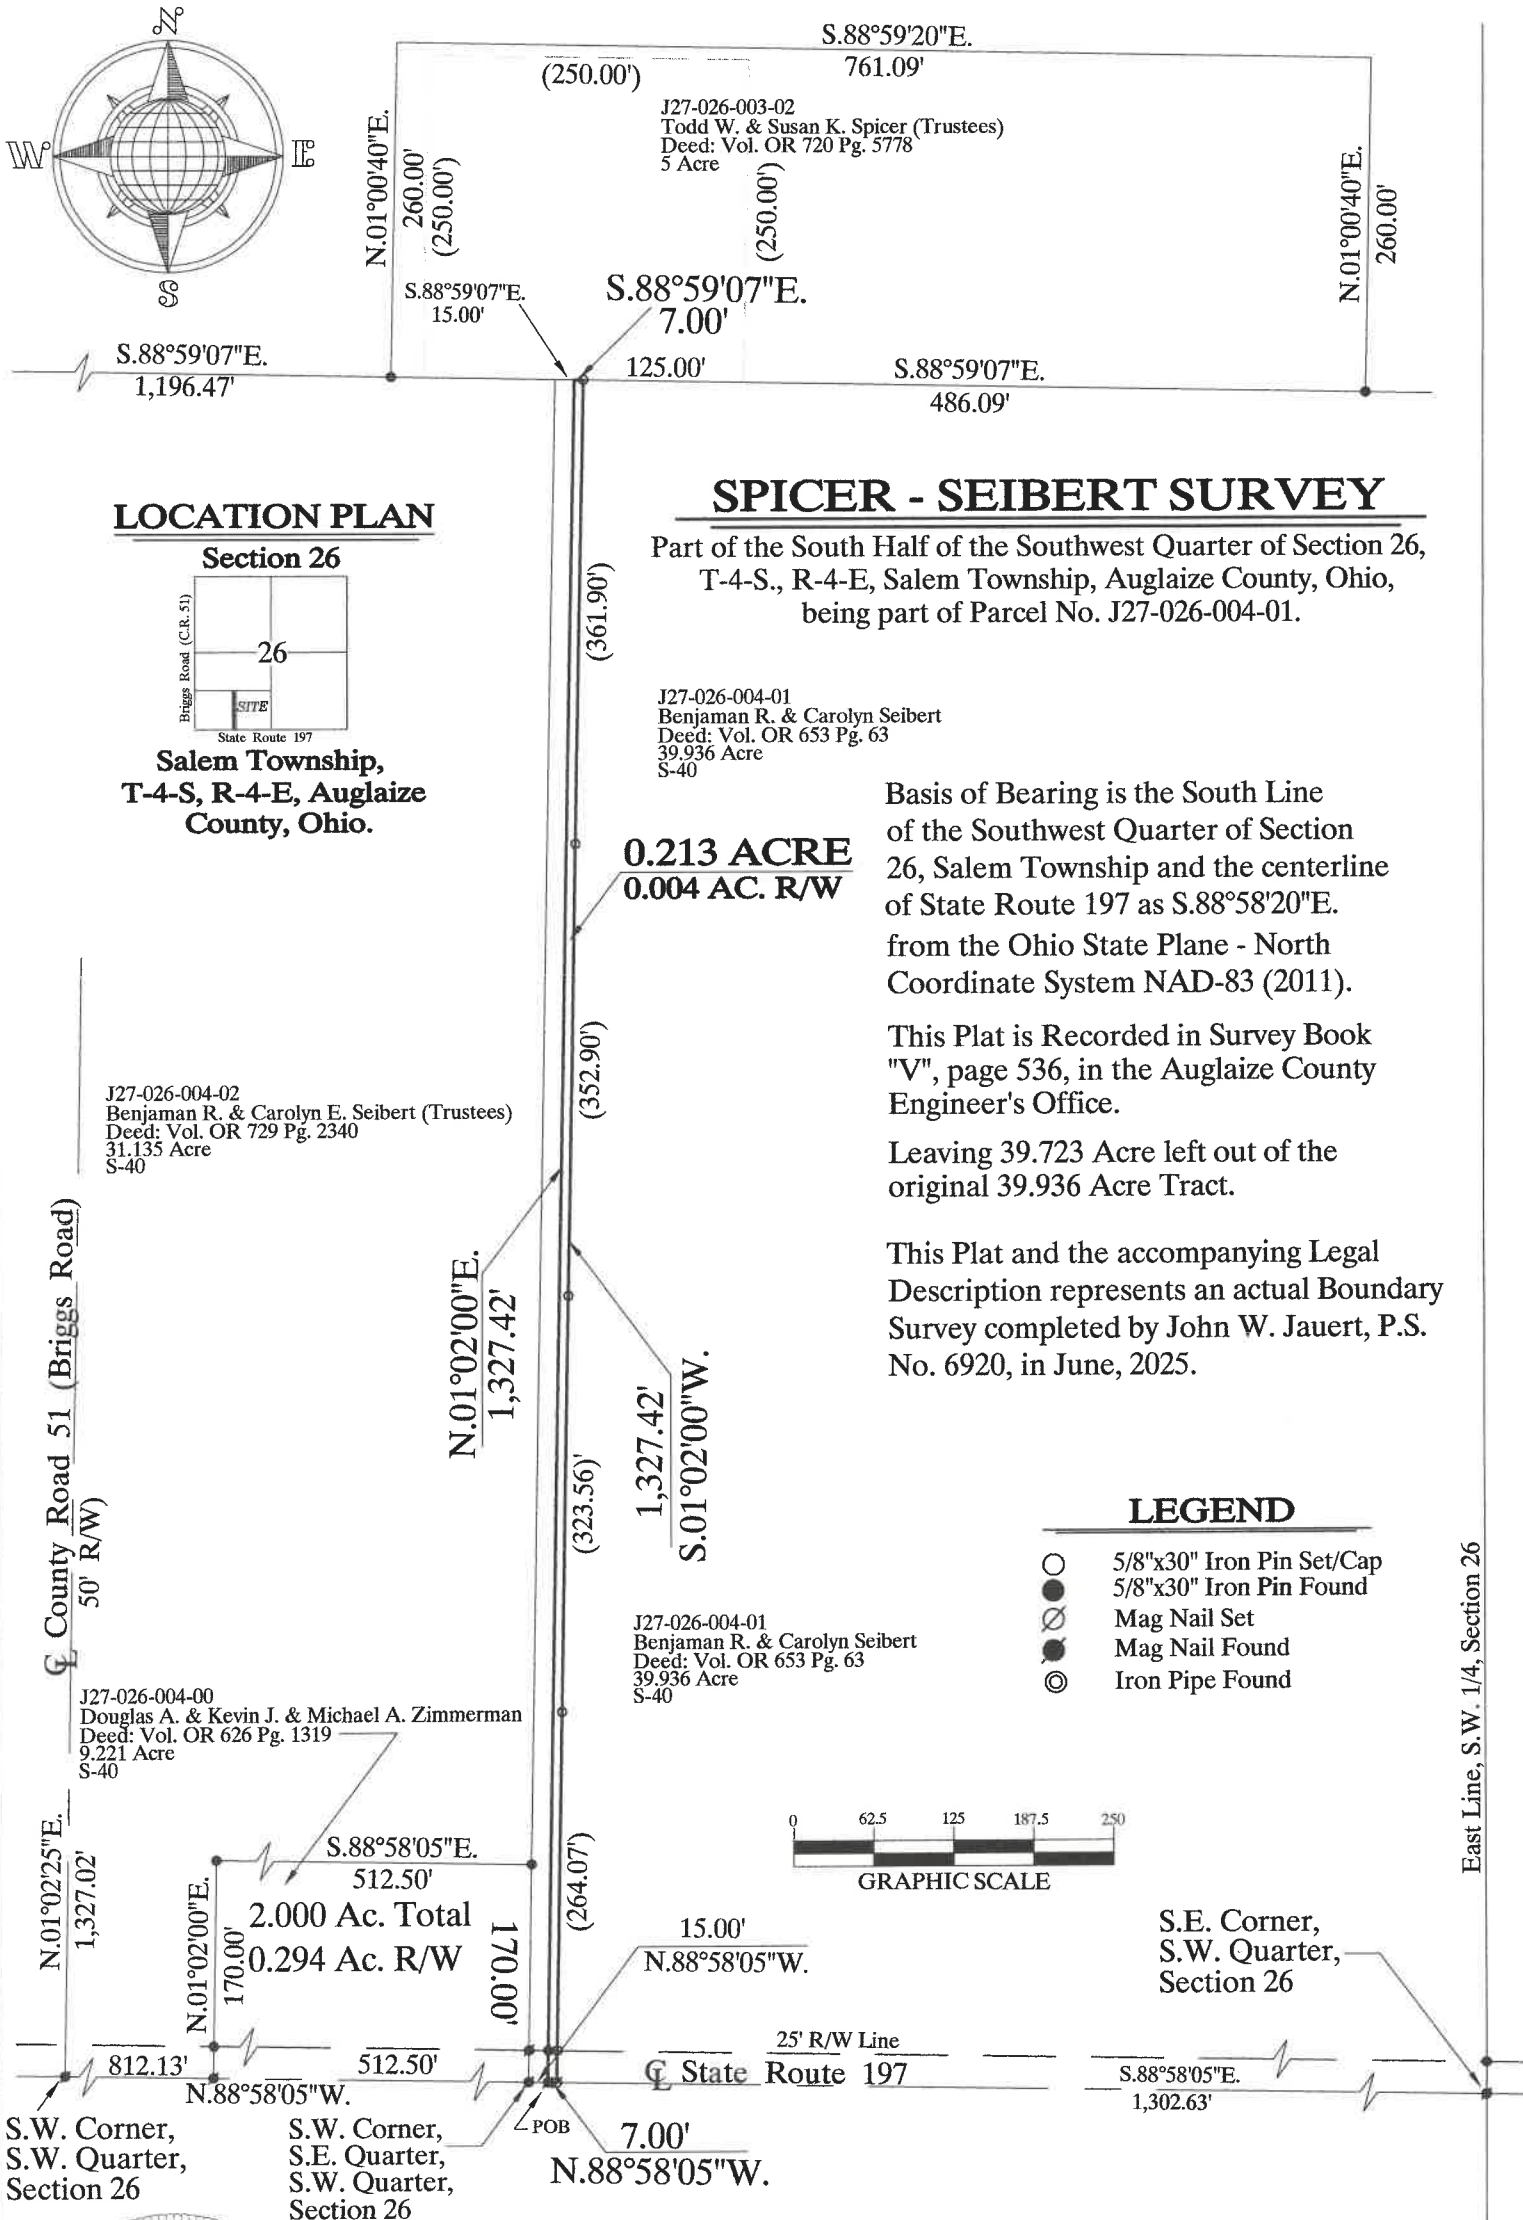 N
W
E
S
S.88°59'20"E.
761.09'
(250.00')
J27-026-003-02
Todd W. & Susan K. Spicer (Trustees)
Deed: Vol. OR 720 Pg. 5778
5 Acre
N.01°00'40"E.
260.00'
(250.00')
(250.00')
N.01°00'40"E.
260.00'
S.88°59'07"E.
15.00'
S.88°59'07"E.
7.00'
S.88°59'07"E.
1,196.47'
125.00'
S.88°59'07"E.
486.09'
SPICER - SEIBERT SURVEY
Part of the South Half of the Southwest Quarter of Section 26,
T-4-S., R-4-E, Salem Township, Auglaize County, Ohio,
being part of Parcel No. J27-026-004-01.
LOCATION PLAN
Section 26
Briggs Road (C.R. 51)
26
SITE
State Route 197
Salem Township,
T-4-S, R-4-E, Auglaize
County, Ohio.
(361.90')
J27-026-004-01
Benjaman R. & Carolyn Seibert
Deed: Vol. OR 653 Pg. 63
39.936 Acre
S-40
0.213 ACRE
0.004 AC. R/W
Basis of Bearing is the South Line
of the Southwest Quarter of Section
26, Salem Township and the centerline
of State Route 197 as S.88°58'20"E.
from the Ohio State Plane - North
Coordinate System NAD-83 (2011).
This Plat is Recorded in Survey Book
"V", page 536, in the Auglaize County
Engineer's Office.
Leaving 39.723 Acre left out of the
original 39.936 Acre Tract.
This Plat and the accompanying Legal
Description represents an actual Boundary
Survey completed by John W. Jauert, P.S.
No. 6920, in June, 2025.
(352.90')
J27-026-004-02
Benjaman R. & Carolyn E. Seibert (Trustees)
Deed: Vol. OR 729 Pg. 2340
31.135 Acre
S-40
N.01°02'00"E.
1,327.42'
1,327.42'
S.01°02'00"W.
(323.56)'
CL County Road 51 (Briggs Road)
50' R/W)
LEGEND
5/8"x30" Iron Pin Set/Cap
5/8"x30" Iron Pin Found
Mag Nail Set
Mag Nail Found
Iron Pipe Found
East Line, S.W. 1/4, Section 26
J27-026-004-01
Benjaman R. & Carolyn Seibert
Deed: Vol. OR 653 Pg. 63
39.936 Acre
S-40
J27-026-004-00
Douglas A. & Kevin J. & Michael A. Zimmerman
Deed: Vol. OR 626 Pg. 1319
9.221 Acre
S-40
0 62.5 125 187.5 250
GRAPHIC SCALE
N.01°02'25"E.
1,327.02'
S.88°58'05"E.
512.50'
N.01°02'00"E.
170.00'
2.000 Ac. Total
0.294 Ac. R/W
170.00'
(264.07')
15.00'
N.88°58'05"W.
S.E. Corner,
S.W. Quarter,
Section 26
25' R/W Line
812.13'
512.50'
N.88°58'05"W.
CL State Route 197
S.88°58'05"E.
1,302.63'
POB
7.00'
N.88°58'05"W.
S.W. Corner,
S.W. Quarter,
Section 26
S.W. Corner,
S.E. Quarter,
S.W. Quarter,
Section 26